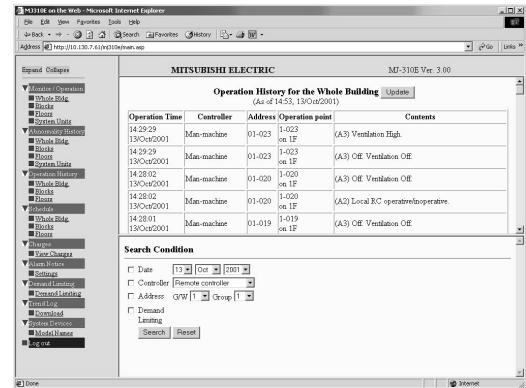 M3310E on the Web - Microsoft Internet Explorer
File Edit View Favorites Tools Help
Back Search Favorites History
Address http://10.130.7.61/mj310e/main.asp Go Links »
Expand Collapse
Monitor / Operation
Whole Bldg.
Blocks
Floors
System Units
Abnormality History
Whole Bldg.
Blocks
Floors
System Units
Operation History
Whole Bldg.
Blocks
Floors
Schedule
Whole Bldg.
Blocks
Floors
Charges
View Charges
Alarm Notice
Settings
Demand Limiting
Demand Limiting
Trend Log
Download
System Devices
Model Names
Log out
MITSUBISHI ELECTRIC MJ-310E Ver. 3.00
Operation History for the Whole Building Update
(As of 14:53, 13/Oct/2001)
Operation Time Controller Address Operation point Contents
14:29:29 13/Oct/2001 Man-machine 01-023 1-023 on 1F (A3) Ventilation High.
14:29:29 13/Oct/2001 Man-machine 01-023 1-023 on 1F (A3) Off. Ventilation Off.
14:28:02 13/Oct/2001 Man-machine 01-020 1-020 on 1F (A3) Off. Ventilation Off.
14:28:02 13/Oct/2001 Man-machine 01-020 1-020 on 1F (A2) Local RC operative/inoperative.
14:28:01 13/Oct/2001 Man-machine 01-019 1-019 on 1F (A3) Off. Ventilation Off.
Search Condition
Date 13 Oct 2001
Controller Remote controller
Address G/W 1 Group 1
Demand
Limiting
Search Reset
Done Internet